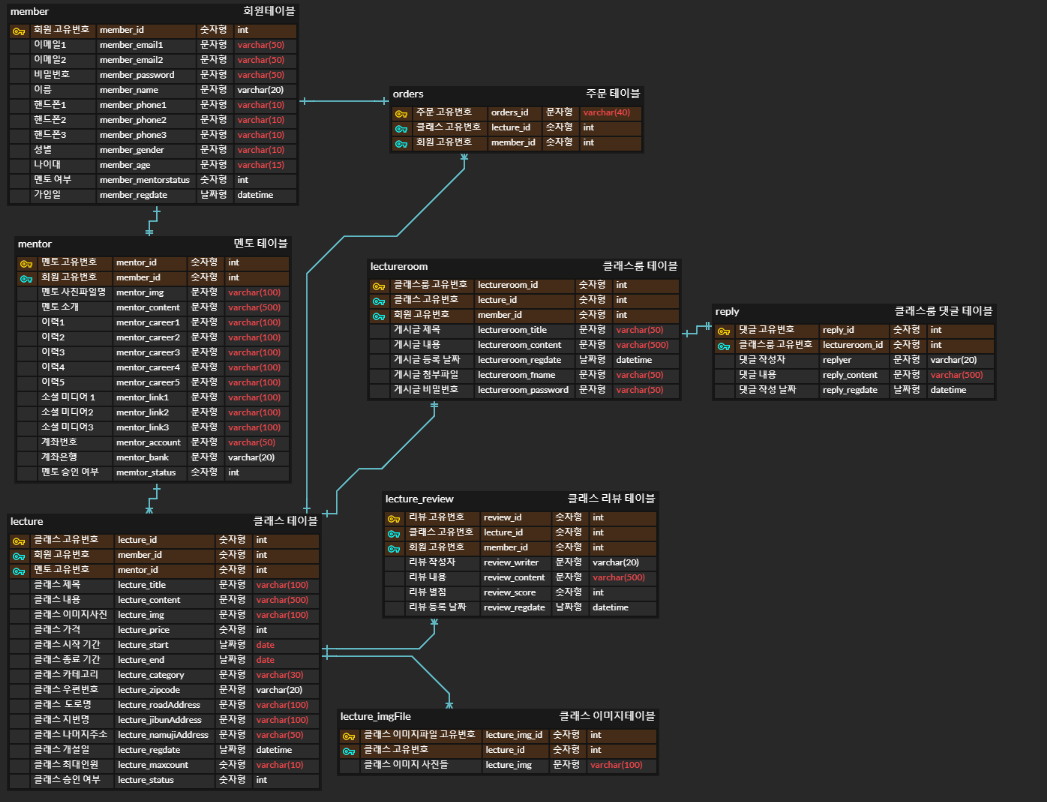 member 회원테이블
회원 고유번호 member_id 숫자형 int
이메일1 member_email1 문자형 varchar(50)
이메일2 member_email2 문자형 varchar(50)
비밀번호 member_password 문자형 varchar(50)
이름 member_name 문자형 varchar(20)
핸드폰1 member_phone1 문자형 varchar(10)
핸드폰2 member_phone2 문자형 varchar(10)
핸드폰3 member_phone3 문자형 varchar(10)
성별 member_gender 문자형 varchar(10)
나이대 member_age 문자형 varchar(15)
멘토 여부 member_mentorstatus 숫자형 int
가입일 member_regdate 날짜형 datetime
orders 주문 테이블
주문 고유번호 orders_id 문자형 varchar(40)
클래스 고유번호 lecture_id 숫자형 int
회원 고유번호 member_id 숫자형 int
mentor 멘토 테이블
멘토 고유번호 mentor_id 숫자형 int
회원 고유번호 member_id 숫자형 int
멘토 사진파일명 mentor_img 문자형 varchar(100)
멘토 소개 mentor_content 문자형 varchar(500)
이력1 mentor_career1 문자형 varchar(100)
이력2 mentor_career2 문자형 varchar(100)
이력3 mentor_career3 문자형 varchar(100)
이력4 mentor_career4 문자형 varchar(100)
이력5 mentor_career5 문자형 varchar(100)
소셜 미디어 1 mentor_link1 문자형 varchar(100)
소셜 미디어2 mentor_link2 문자형 varchar(100)
소셜 미디어3 mentor_link3 문자형 varchar(100)
계좌번호 mentor_account 문자형 varchar(50)
계좌은행 mentor_bank 문자형 varchar(20)
멘토 승인 여부 memtor_status 숫자형 int
lectureroom 클래스룸 테이블
클래스룸 고유번호 lectureroom_id 숫자형 int
클래스 고유번호 lecture_id 숫자형 int
회원 고유번호 member_id 숫자형 int
게시글 제목 lectureroom_title 문자형 varchar(50)
게시글 내용 lectureroom_content 문자형 varchar(500)
게시글 등록 날짜 lectureroom_regdate 날짜형 datetime
게시글 첨부파일 lectureroom_fname 문자형 varchar(50)
게시글 비밀번호 lectureroom_password 문자형 varchar(50)
reply 클래스룸 댓글 테이블
댓글 고유번호 reply_id 숫자형 int
클래스룸 고유번호 lectureroom_id 숫자형 int
댓글 작성자 replyer 문자형 varchar(20)
댓글 내용 reply_content 문자형 varchar(500)
댓글 작성 날짜 reply_regdate 날짜형 datetime
lecture 클래스 테이블
클래스 고유번호 lecture_id 숫자형 int
회원 고유번호 member_id 숫자형 int
멘토 고유번호 mentor_id 숫자형 int
클래스 제목 lecture_title 문자형 varchar(100)
클래스 내용 lecture_content 문자형 varchar(500)
클래스 이미지사진 lecture_img 문자형 varchar(100)
클래스 가격 lecture_price 숫자형 int
클래스 시작 기간 lecture_start 날짜형 date
클래스 종료 기간 lecture_end 날짜형 date
클래스 카테고리 lecture_category 문자형 varchar(30)
클래스 우편번호 lecture_zipcode 문자형 varchar(20)
클래스 도로명 lecture_roadAddress 문자형 varchar(100)
클래스 지번명 lecture_jibunAddress 문자형 varchar(100)
클래스 나머지주소 lecture_namujiAddress 문자형 varchar(50)
클래스 개설일 lecture_regdate 날짜형 datetime
클래스 최대인원 lecture_maxcount 숫자형 varchar(10)
클래스 승인 여부 lecture_status 숫자형 int
lecture_review 클래스 리뷰 테이블
리뷰 고유번호 review_id 숫자형 int
클래스 고유번호 lecture_id 숫자형 int
회원 고유번호 member_id 숫자형 int
리뷰 작성자 review_writer 문자형 varchar(20)
리뷰 내용 review_content 문자형 varchar(500)
리뷰 별점 review_score 숫자형 int
리뷰 등록 날짜 review_regdate 날짜형 datetime
lecture_imgFile 클래스 이미지테이블
클래스 이미지파일 고유번호 lecture_img_id 숫자형 int
클래스 고유번호 lecture_id 숫자형 int
클래스 이미지 사진들 lecture_img 문자형 varchar(100)